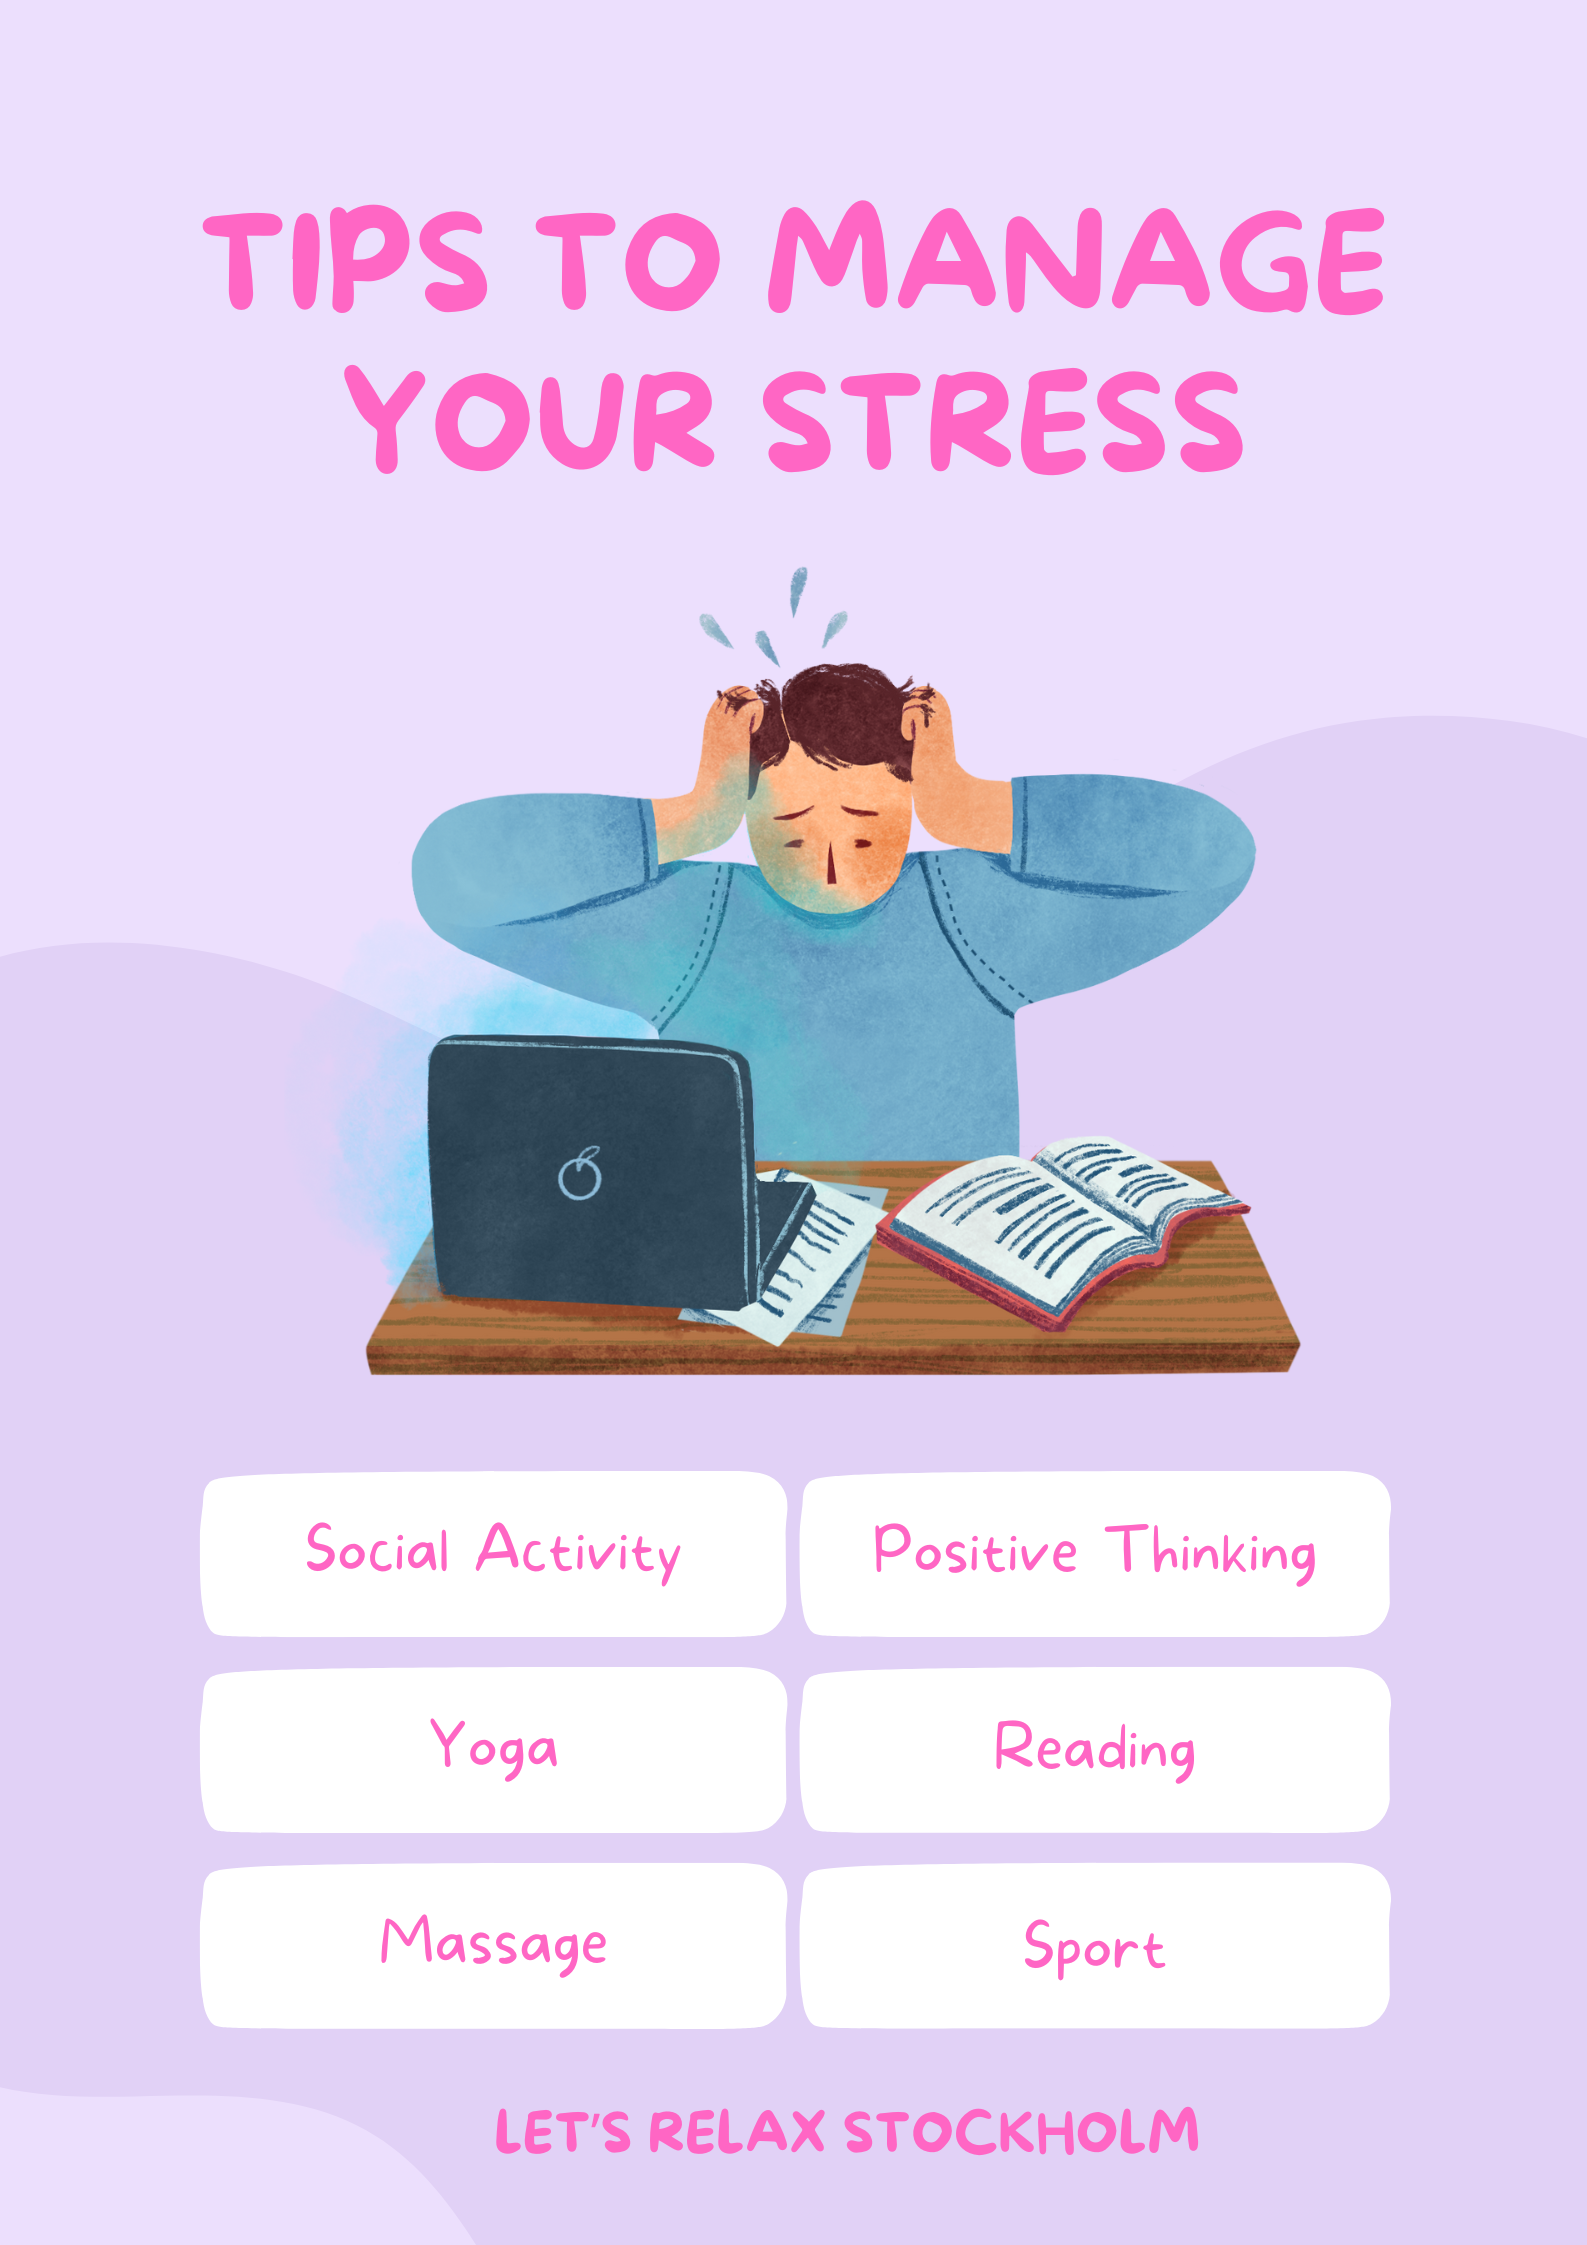 TIPS TO MANAGE
YOUR STRESS
Social Activity
Positive Thinking
Yoga
Reading
Massage
Sport
LET'S RELAX STOCKHOLM